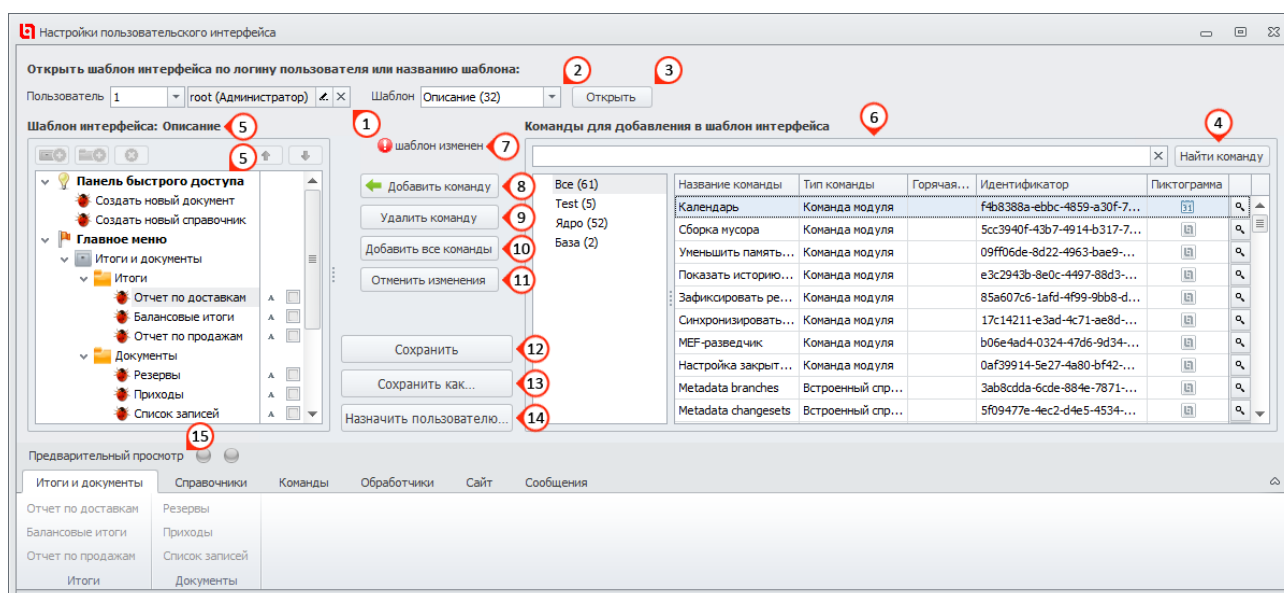 Настройки пользовательского интерфейса
Открыть шаблон интерфейса по логину пользователя или названию шаблона:
2
3
Пользователь 1 root (Администратор) Шаблон Описание (32) Открыть
1
Шаблон интерфейса: Описание 5
Команды для добавления в шаблон интерфейса
6
4
5
шаблон изменен 7
Найти команду
Панель быстрого доступа
Создать новый документ
Создать новый справочник
Главное меню
Итоги и документы
Итоги
Отчет по доставкам A
Балансовые итоги A
Отчет по продажам A
Документы
Резервы A
Приходы A
Список записей A
Добавить команду 8
Удалить команду 9
Добавить все команды 10
Отменить изменения 11
Сохранить 12
Сохранить как... 13
Назначить пользователю... 14
Все (61)
Test (5)
Ядро (52)
База (2)
Название команды Тип команды Горячая... Идентификатор Пиктограмма
Календарь Команда модуля f4b8388a-ebbc-4859-a30f-7... 31
Сборка мусора Команда модуля 5cc3940f-43b7-4914-b317-7...
Уменьшить память... Команда модуля 09ff06de-8d22-4963-bae9-...
Показать историю... Команда модуля e3c2943b-8e0c-4497-88d3-...
Зафиксировать ре... Команда модуля 85a607c6-1afd-4f99-9bb8-d...
Синхронизировать... Команда модуля 17c14211-e3ad-4c71-ae8d-...
MEF-разведчик Команда модуля b06e4ad4-0324-47d6-9d34-...
Настройка закрыт... Команда модуля 0af39914-5e27-4a80-bf42-...
Metadata branches Встроенный спр... 3ab8cdda-6cde-884e-7871-...
Metadata changesets Встроенный спр... 5f09477e-4ec2-d4e5-4534-...
15
Предварительный просмотр
Итоги и документы Справочники Команды Обработчики Сайт Сообщения
Отчет по доставкам Резервы
Балансовые итоги Приходы
Отчет по продажам Список записей
Итоги Документы